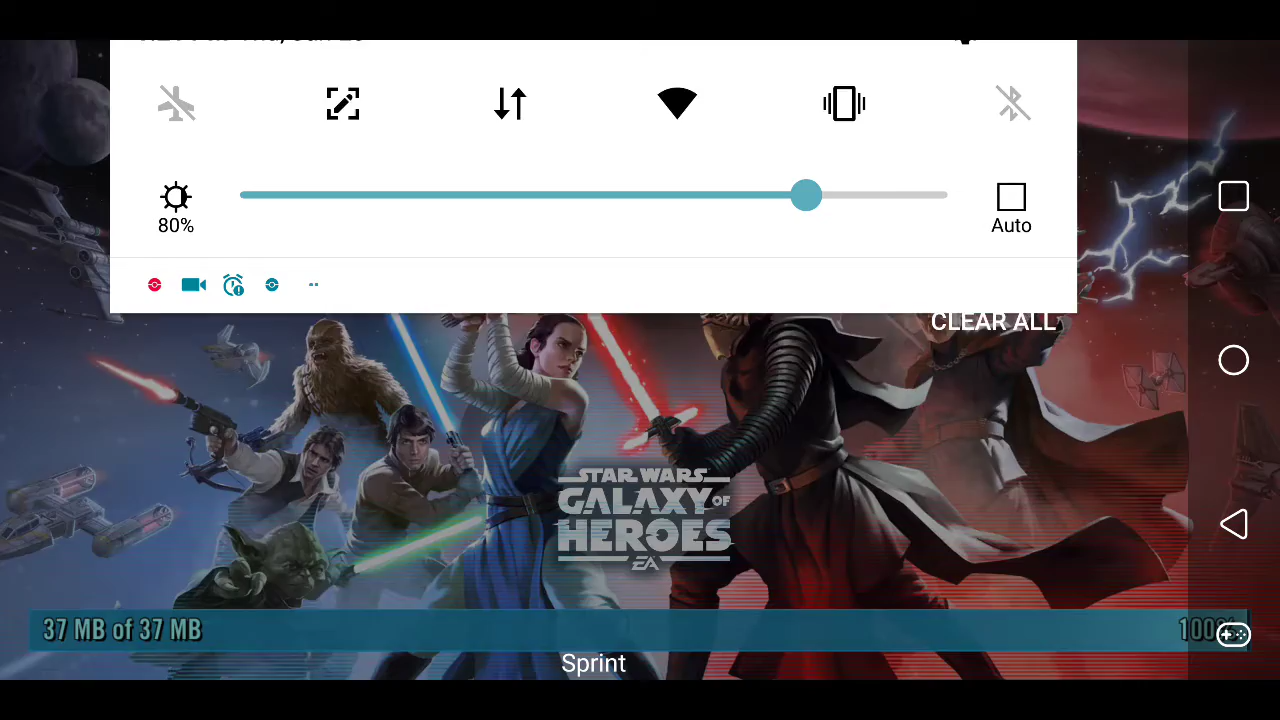 80%
Auto
CLEAR ALL
STAR WARS
GALAXY OF
HEROES
EA
37 MB of 37 MB
Sprint